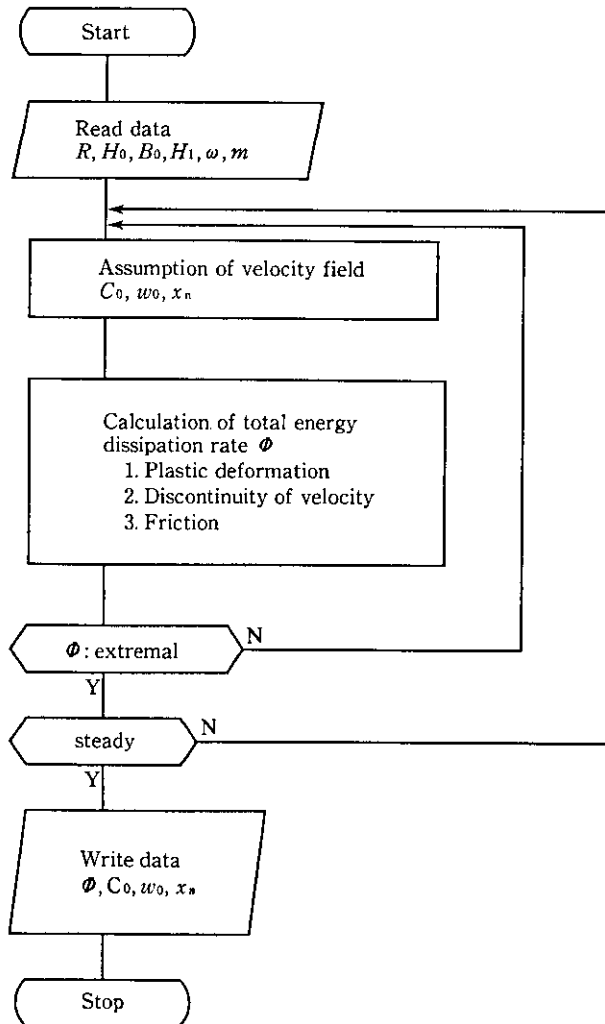 Start
Read data
R, H₀, B₀, H₁, ω, m
Assumption of velocity field
C₀, w₀, xₙ
Calculation of total energy
dissipation rate Φ
1. Plastic deformation
2. Discontinuity of velocity
3. Friction
Φ: extremal
N
Y
steady
N
Y
Write data
Φ, C₀, w₀, xₙ
Stop